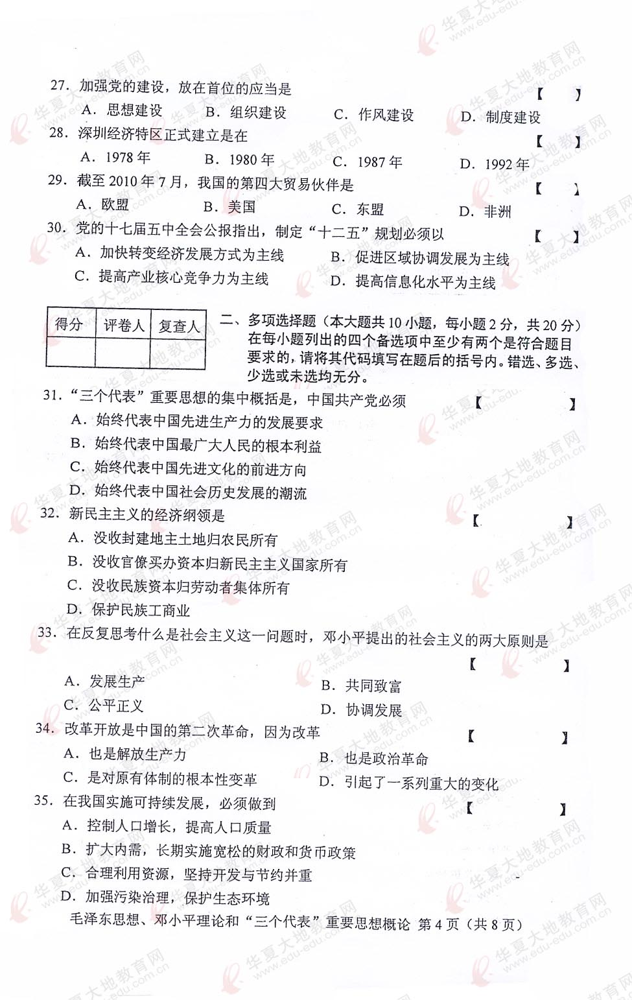 27．加强党的建设，放在首位的应当是 【 】
A．思想建设 B．组织建设 C．作风建设 D．制度建设
28．深圳经济特区正式建立是在 【 】
A．1978 年 B．1980 年 C．1987 年 D．1992 年
29．截至 2010 年 7 月，我国的第四大贸易伙伴是 【 】
A．欧盟 B．美国 C．东盟 D．非洲
30．党的十七届五中全会公报指出，制定“十二五”规划必须以 【 】
A．加快转变经济发展方式为主线 B．促进区域协调发展为主线
C．提高产业核心竞争力为主线 D．提高信息化水平为主线
得分 评卷人 复查人
二、多项选择题（本大题共 10 小题，每小题 2 分，共 20 分）
在每小题列出的四个备选项中至少有两个是符合题目
要求的，请将其代码填写在题后的括号内。错选、多选、
少选或未选均无分。
31．“三个代表”重要思想的集中概括是，中国共产党必须 【 】
A．始终代表中国先进生产力的发展要求
B．始终代表中国最广大人民的根本利益
C．始终代表中国先进文化的前进方向
D．始终代表中国社会历史发展的潮流
32．新民主主义的经济纲领是 【 】
A．没收封建地主土地归农民所有
B．没收官僚买办资本归新民主主义国家所有
C．没收民族资本归劳动者集体所有
D．保护民族工商业
33．在反复思考什么是社会主义这一问题时，邓小平提出的社会主义的两大原则是
【 】
A．发展生产 B．共同致富
C．公平正义 D．协调发展
34．改革开放是中国的第二次革命，因为改革 【 】
A．也是解放生产力 B．也是政治革命
C．是对原有体制的根本性变革 D．引起了一系列重大的变化
35．在我国实施可持续发展，必须做到 【 】
A．控制人口增长，提高人口质量
B．扩大内需，长期实施宽松的财政和货币政策
C．合理利用资源，坚持开发与节约并重
D．加强污染治理，保护生态环境
毛泽东思想、邓小平理论和“三个代表”重要思想概论 第 4 页（共 8 页）
华夏大地教育网
www.edu-edu.com.cn